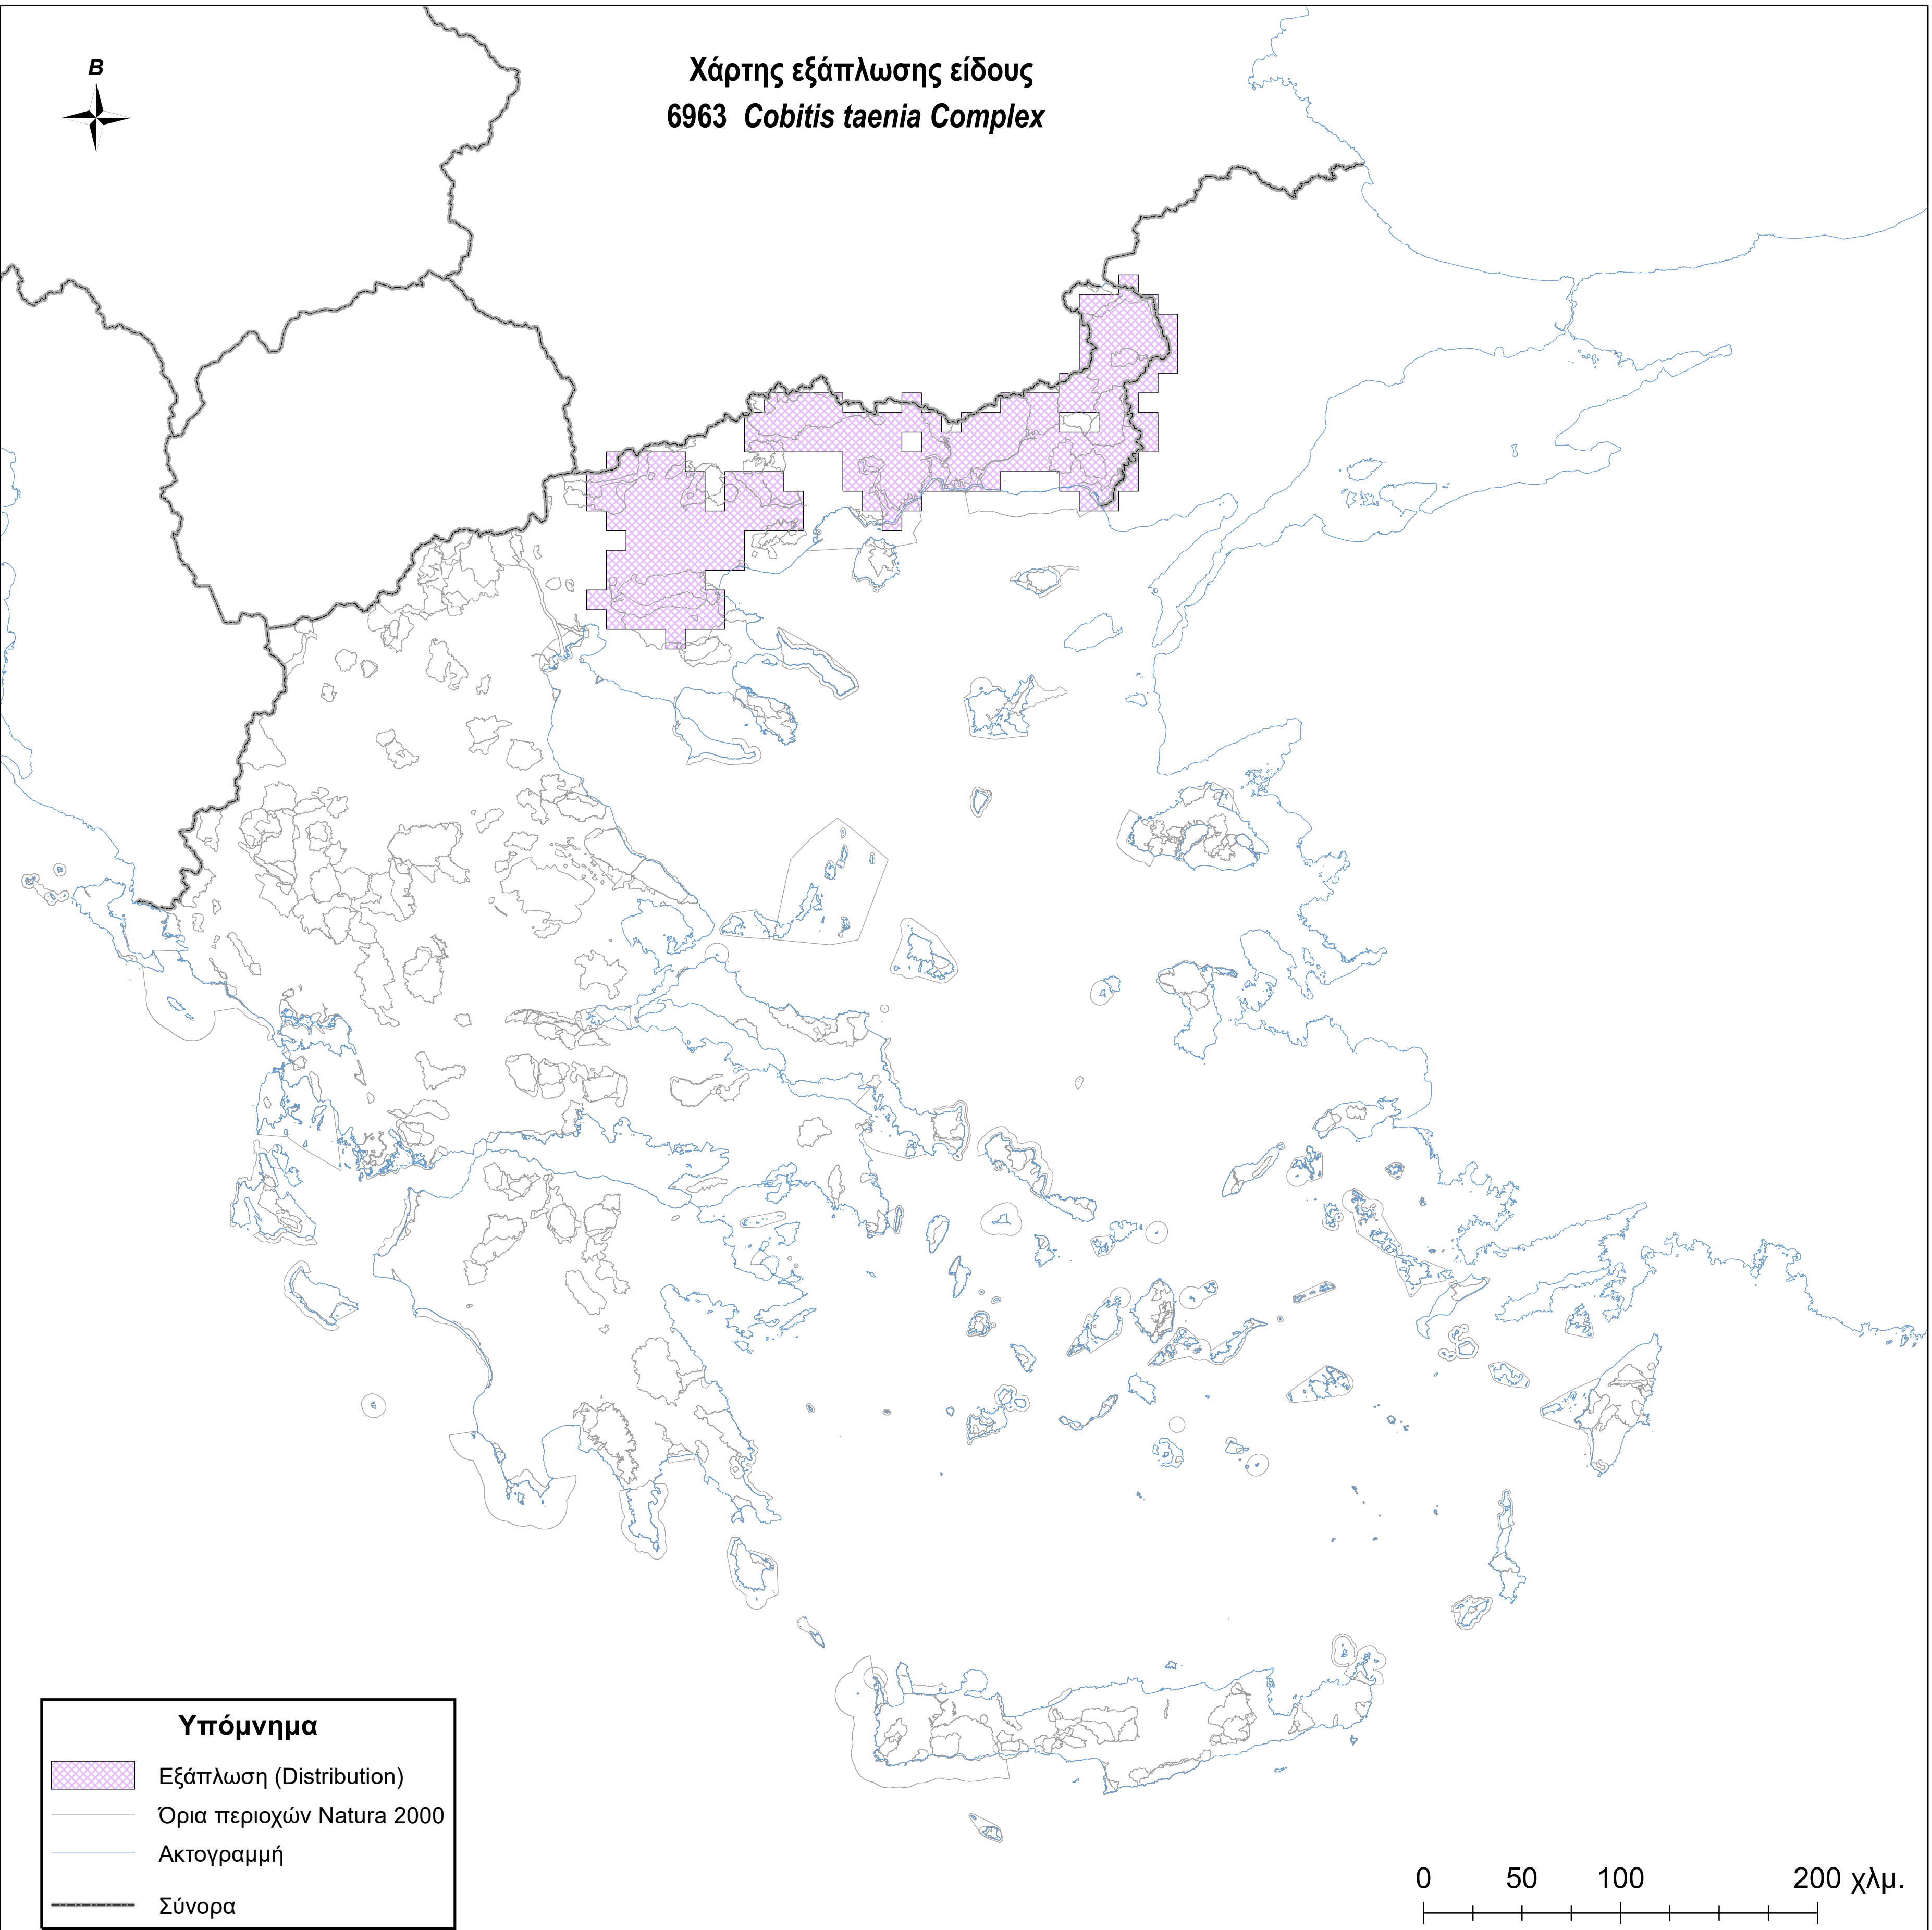 Β
Χάρτης εξάπλωσης είδους
6963 Cobitis taenia Complex
Υπόμνημα
Εξάπλωση (Distribution)
Όρια περιοχών Natura 2000
Ακτογραμμή
Σύνορα
0 50 100 200 χλμ.